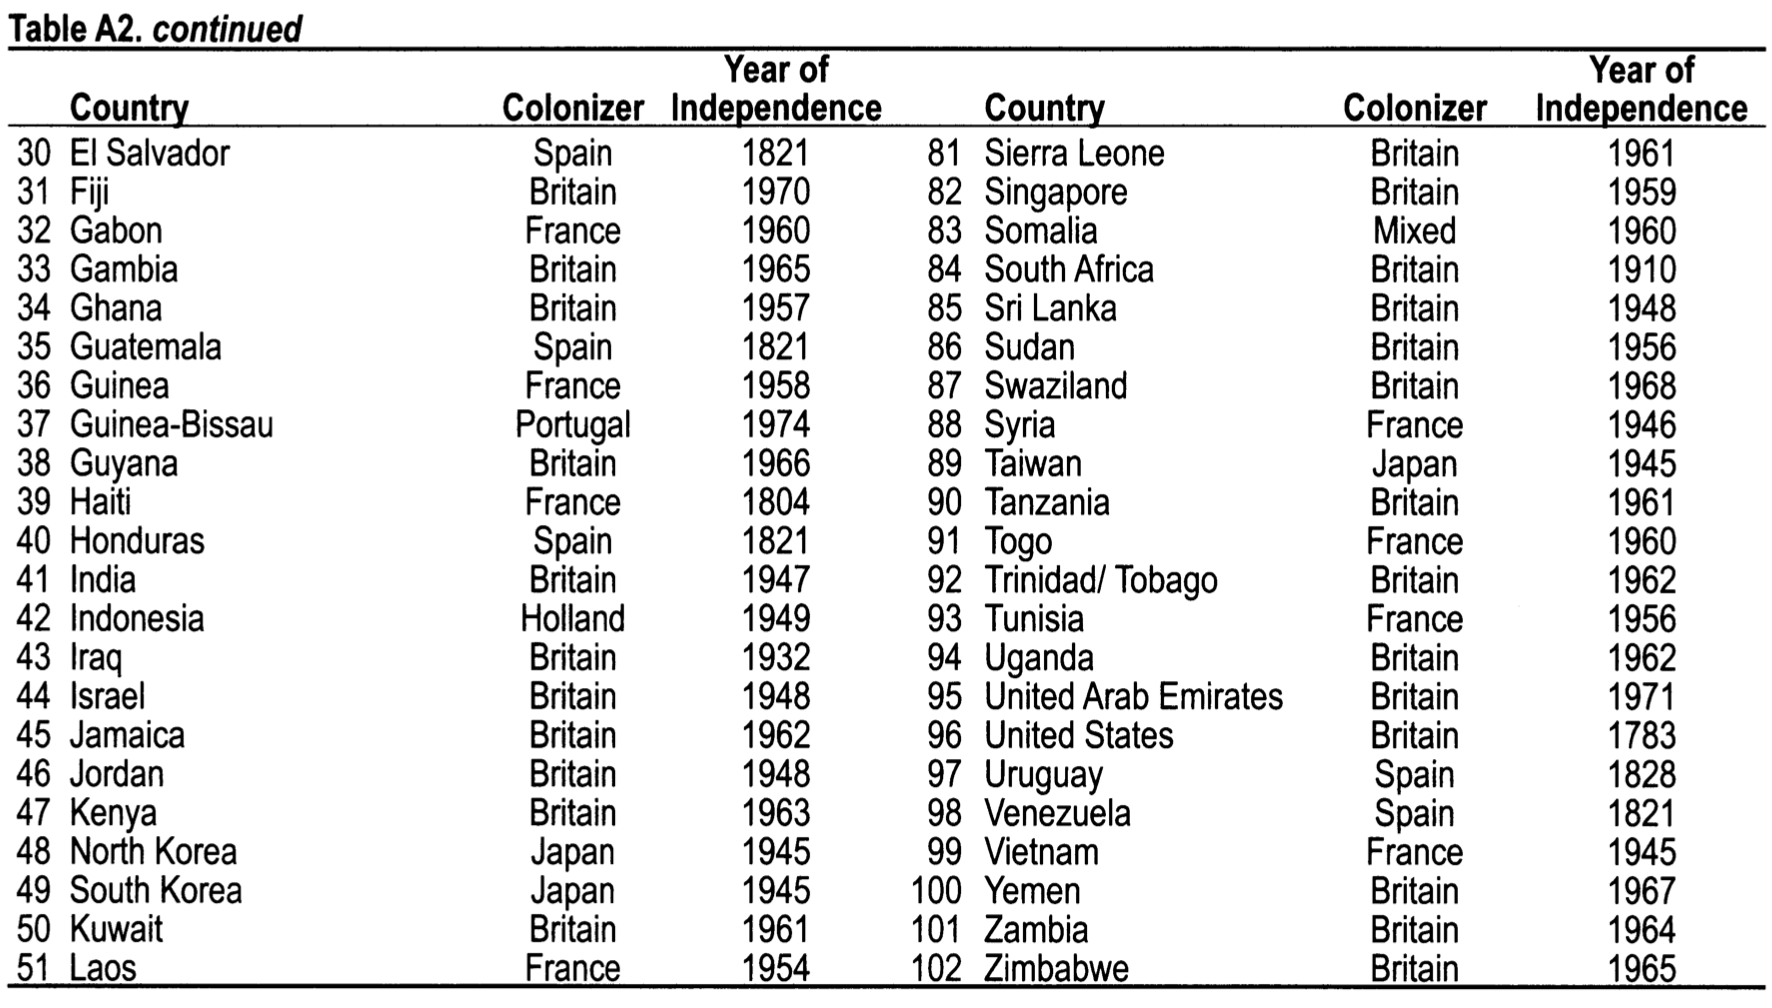 Table A2. continued
Year of Year of
Country Colonizer Independence Country Colonizer Independence
30 El Salvador Spain 1821 81 Sierra Leone Britain 1961
31 Fiji Britain 1970 82 Singapore Britain 1959
32 Gabon France 1960 83 Somalia Mixed 1960
33 Gambia Britain 1965 84 South Africa Britain 1910
34 Ghana Britain 1957 85 Sri Lanka Britain 1948
35 Guatemala Spain 1821 86 Sudan Britain 1956
36 Guinea France 1958 87 Swaziland Britain 1968
37 Guinea-Bissau Portugal 1974 88 Syria France 1946
38 Guyana Britain 1966 89 Taiwan Japan 1945
39 Haiti France 1804 90 Tanzania Britain 1961
40 Honduras Spain 1821 91 Togo France 1960
41 India Britain 1947 92 Trinidad/ Tobago Britain 1962
42 Indonesia Holland 1949 93 Tunisia France 1956
43 Iraq Britain 1932 94 Uganda Britain 1962
44 Israel Britain 1948 95 United Arab Emirates Britain 1971
45 Jamaica Britain 1962 96 United States Britain 1783
46 Jordan Britain 1948 97 Uruguay Spain 1828
47 Kenya Britain 1963 98 Venezuela Spain 1821
48 North Korea Japan 1945 99 Vietnam France 1945
49 South Korea Japan 1945 100 Yemen Britain 1967
50 Kuwait Britain 1961 101 Zambia Britain 1964
51 Laos France 1954 102 Zimbabwe Britain 1965